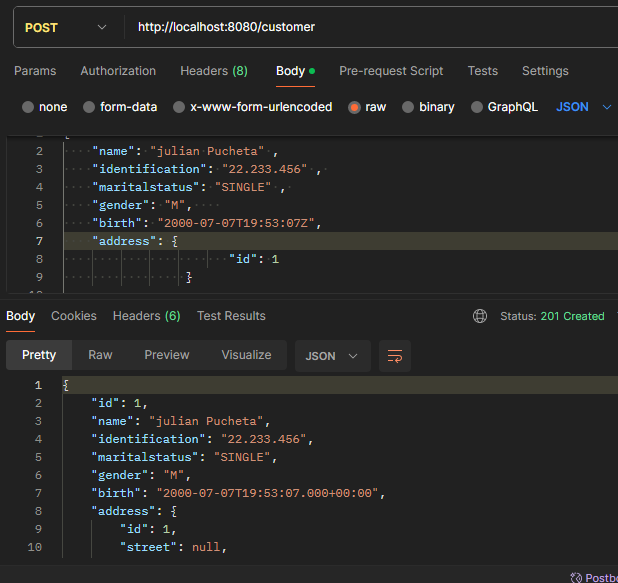 POST http://localhost:8080/customer
Params Authorization Headers (8) Body Pre-request Script Tests Settings
none form-data x-www-form-urlencoded raw binary GraphQL JSON
2 "name": "julian Pucheta" ,
3 "identification": "22.233.456" ,
4 "maritalstatus": "SINGLE" ,
5 "gender": "M",
6 "birth": "2000-07-07T19:53:07Z",
7 "address": {
8 "id": 1
9 }
Body Cookies Headers (6) Test Results Status: 201 Created
Pretty Raw Preview Visualize JSON
1 {
2 "id": 1,
3 "name": "julian Pucheta",
4 "identification": "22.233.456",
5 "maritalstatus": "SINGLE",
6 "gender": "M",
7 "birth": "2000-07-07T19:53:07.000+00:00",
8 "address": {
9 "id": 1,
10 "street": null,